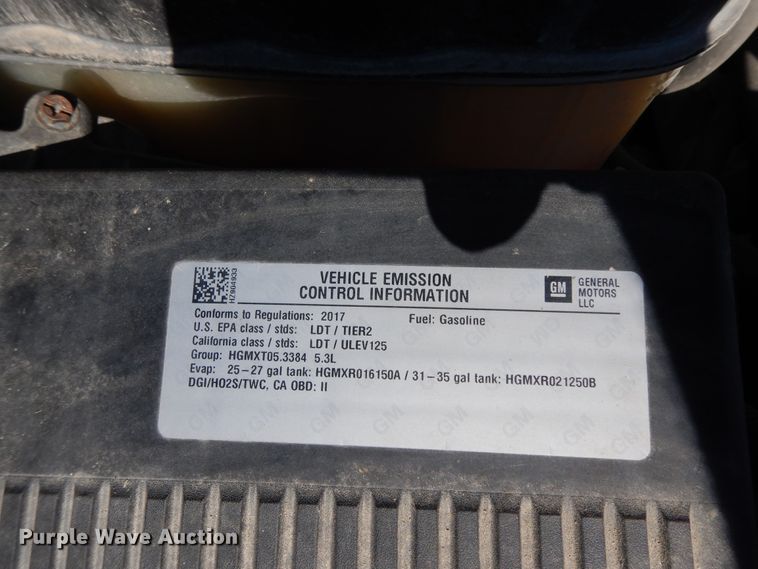 VEHICLE EMISSION
CONTROL INFORMATION
GM
GENERAL
MOTORS
LLC
HZ904933
Conforms to Regulations: 2017 Fuel: Gasoline
U.S. EPA class / stds: LDT / TIER2
California class / stds: LDT / ULEV125
Group: HGMXT05.3384 5.3L
Evap: 25-27 gal tank: HGMXR016150A / 31-35 gal tank: HGMXR021250B
DGI/HO2S/TWC, CA OBD: II
Purple Wave Auction